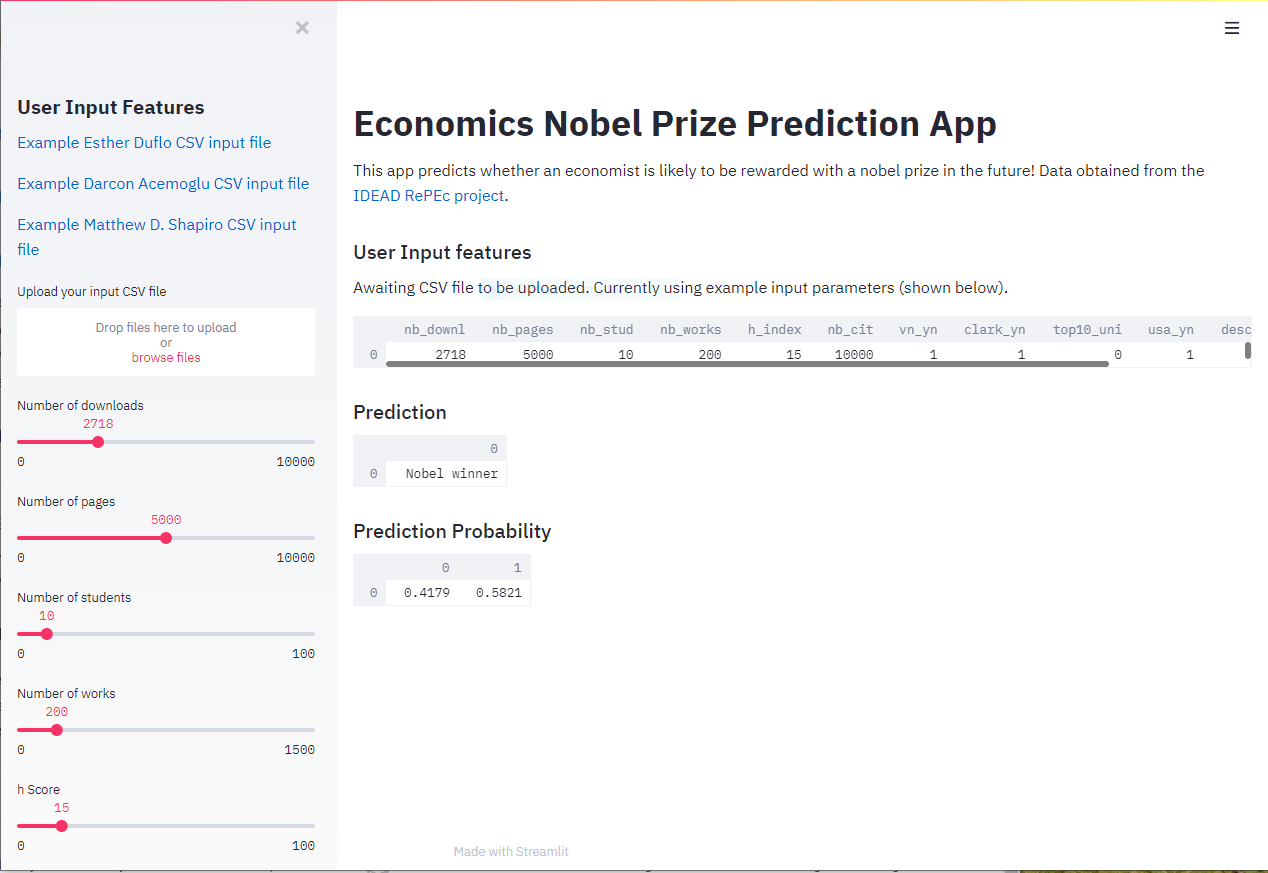 ×
User Input Features
Example Esther Duflo CSV input file
Example Darcon Acemoglu CSV input file
Example Matthew D. Shapiro CSV input
file
Upload your input CSV file
Drop files here to upload
or
browse files
Number of downloads
2718
0 10000
Number of pages
5000
0 10000
Number of students
10
0 100
Number of works
200
0 1500
h Score
15
0 100
Economics Nobel Prize Prediction App
This app predicts whether an economist is likely to be rewarded with a nobel prize in the future! Data obtained from the
IDEAD RePEc project.
User Input features
Awaiting CSV file to be uploaded. Currently using example input parameters (shown below).
nb_downl nb_pages nb_stud nb_works h_index nb_cit vn_yn clark_yn top10_uni usa_yn desc
0 2718 5000 10 200 15 10000 1 1 0 1
Prediction
0
0 Nobel winner
Prediction Probability
0 1
0 0.4179 0.5821
Made with Streamlit